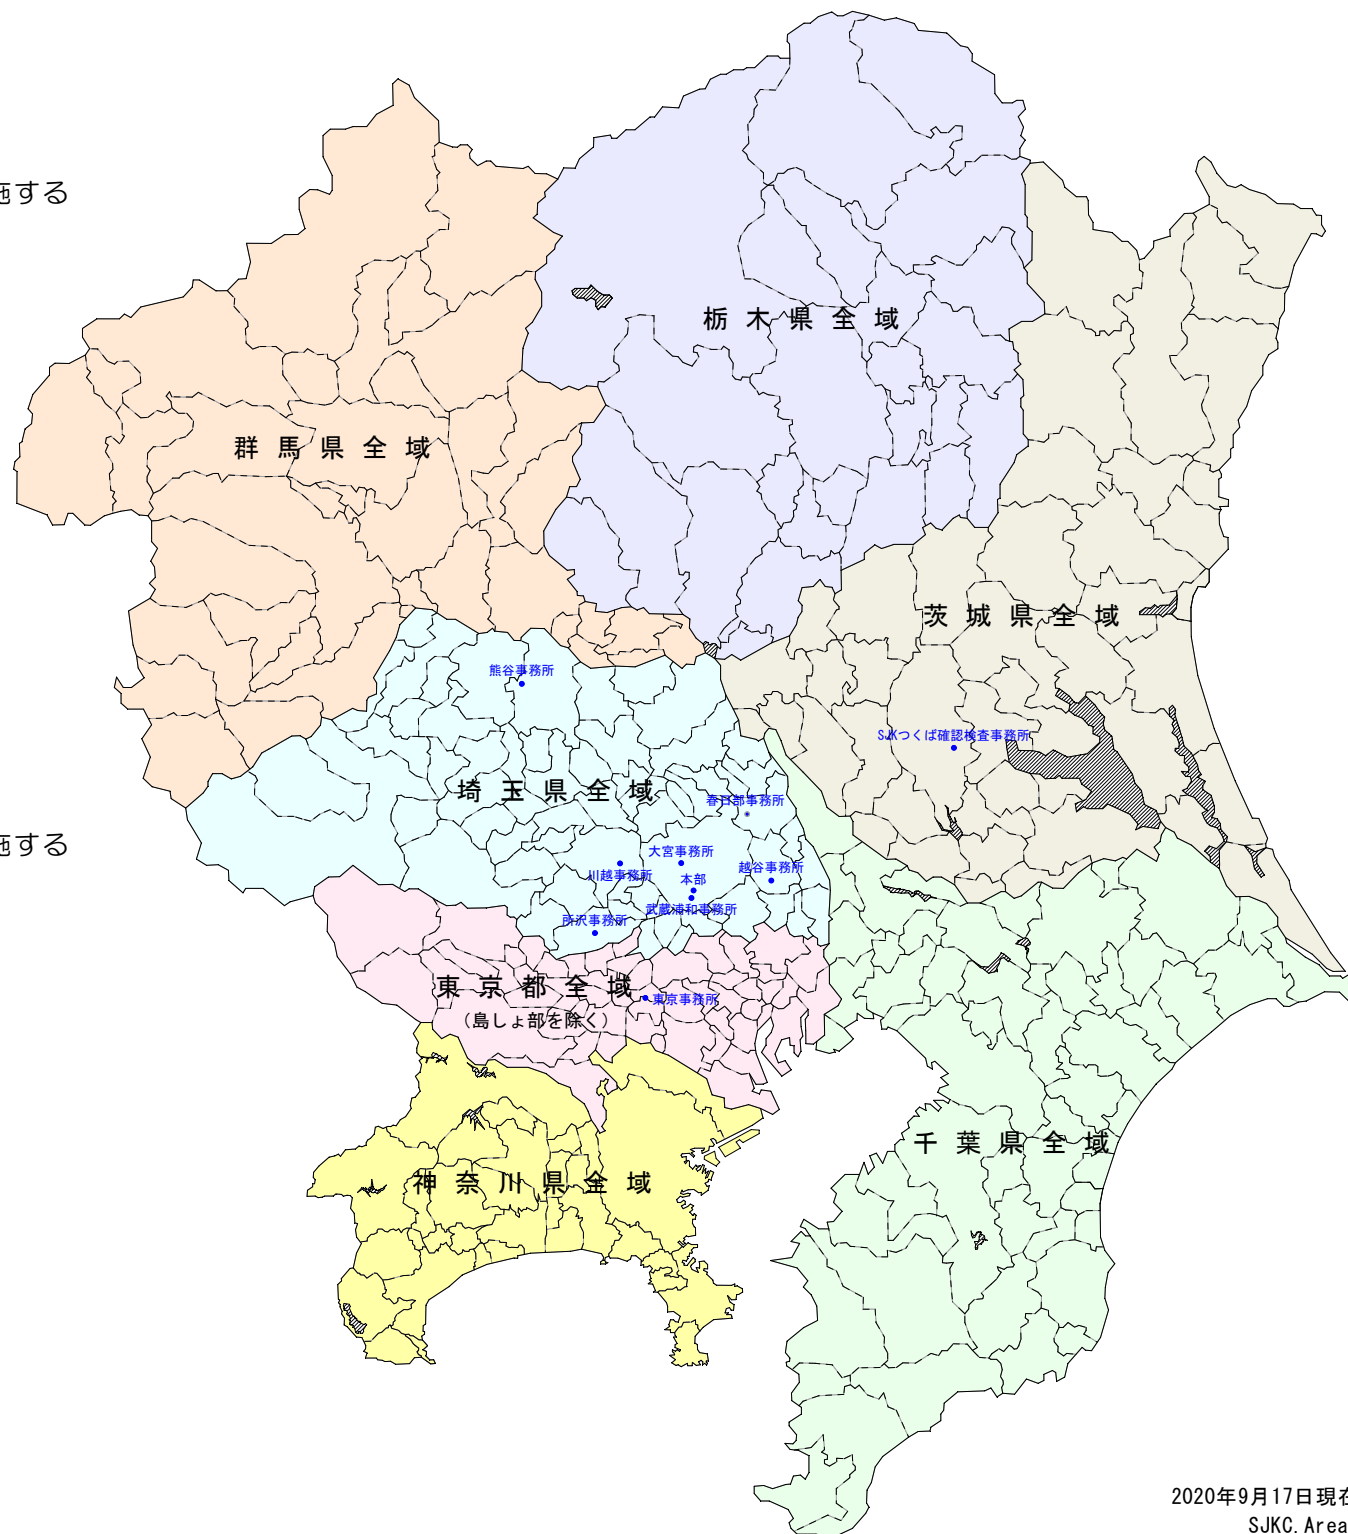 施する
栃木県全域
群馬県全域
茨城県全域
熊谷事務所
SJKつくば確認検査事務所
埼玉県全域
春日部事務所
施する
大宮事務所
川越事務所
本部
越谷事務所
武蔵浦和事務所
所沢事務所
東京都全域
東京事務所
(島しょ部を除く)
千葉県全域
神奈川県全域
2020年9月17日現在
SJKC.Area